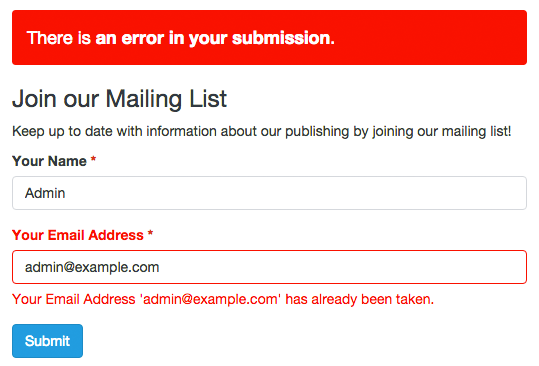 There is an error in your submission.
Join our Mailing List
Keep up to date with information about our publishing by joining our mailing list!
Your Name *
Admin
Your Email Address *
admin@example.com
Your Email Address 'admin@example.com' has already been taken.
Submit